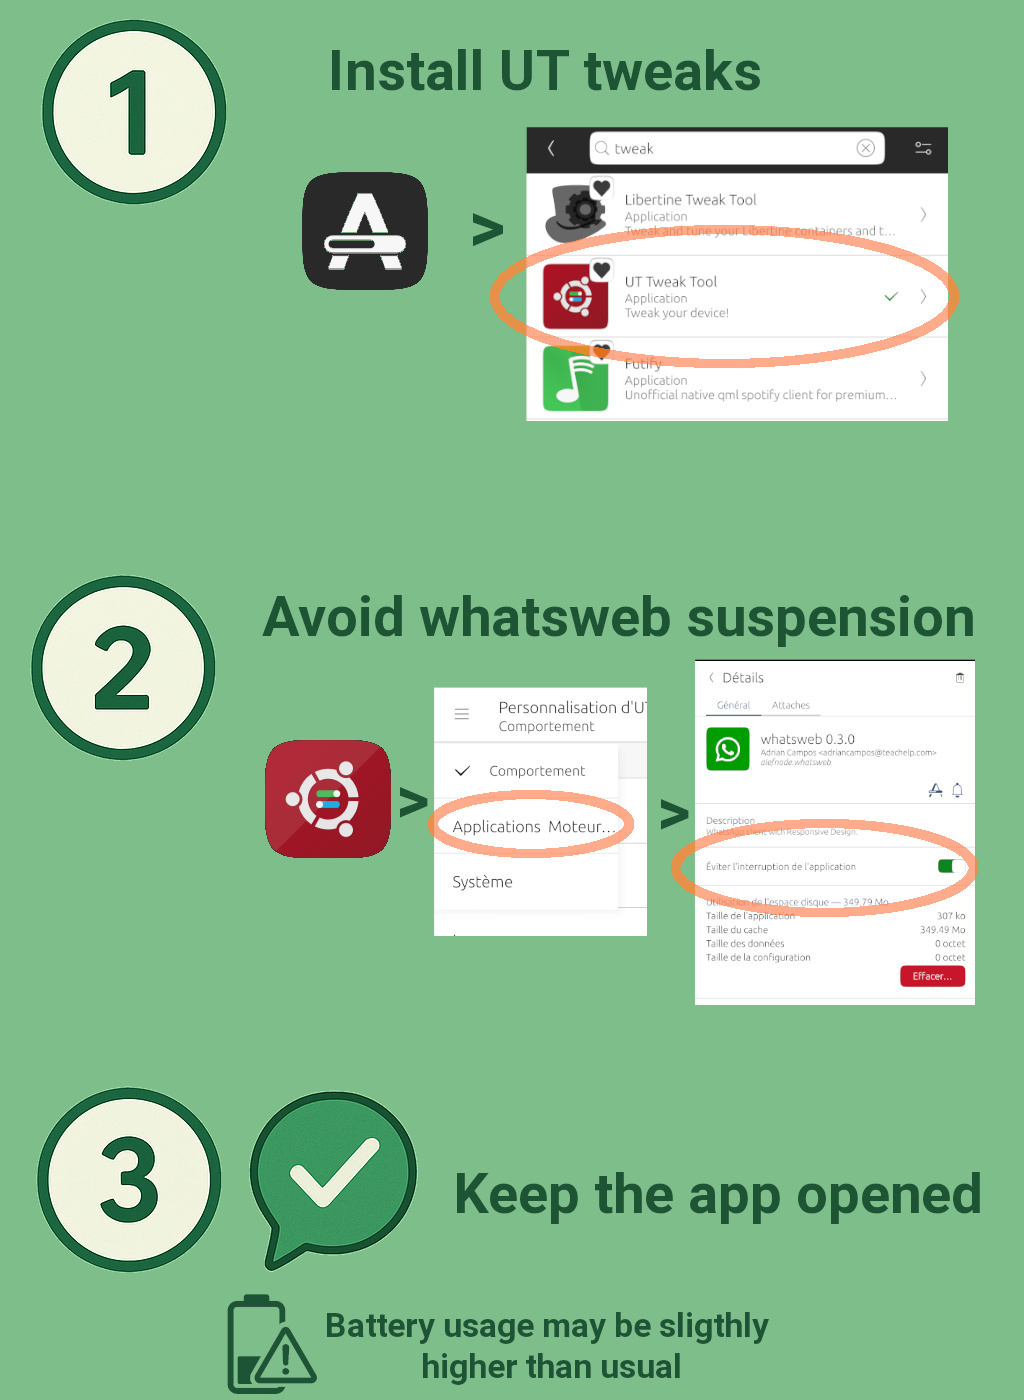 1
Install UT tweaks
>
tweak
Libertine Tweak Tool
Application
Tweak and tune your Libertine containers and t...
UT Tweak Tool
Application
Tweak your device!
Futify
Application
Unofficial native qml spotify client for premium...
2
Avoid whatsweb suspension
>
Personnalisation d'U
Comportement
Comportement
Applications Moteur...
Système
>
Détails
Général Attaches
whatsweb 0.3.0
Adrian Campos <adriancampos@teachelp.com>
alefnode.whatsweb
Description
WhatsApp client with Responsive Design.
Éviter l'interruption de l'application
Utilisation de l'espace disque — 349.79 Mo
Taille de l'application 307 ko
Taille du cache 349.49 Mo
Taille des données 0 octet
Taille de la configuration 0 octet
Effacer...
3
Keep the app opened
Battery usage may be sligthly
higher than usual